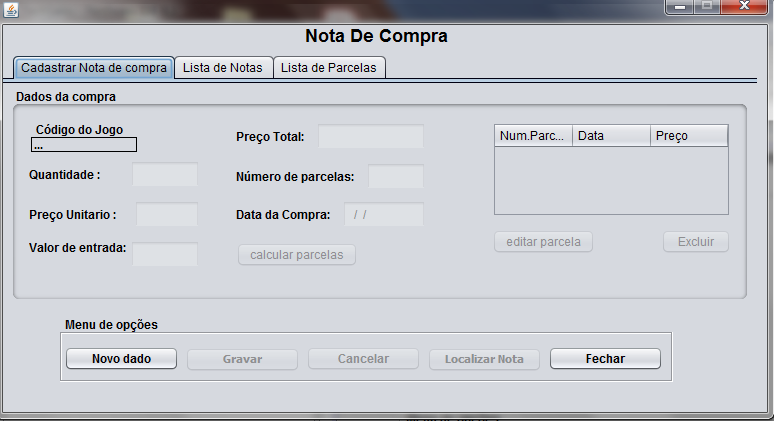 Nota De Compra
Cadastrar Nota de compra
Lista de Notas
Lista de Parcelas
Dados da compra
Código do Jogo
...
Quantidade :
Preço Unitario :
Valor de entrada:
Preço Total:
Número de parcelas:
Data da Compra: / /
calcular parcelas
Num.Parc... Data Preço
editar parcela Excluir
Menu de opções
Novo dado Gravar Cancelar Localizar Nota Fechar